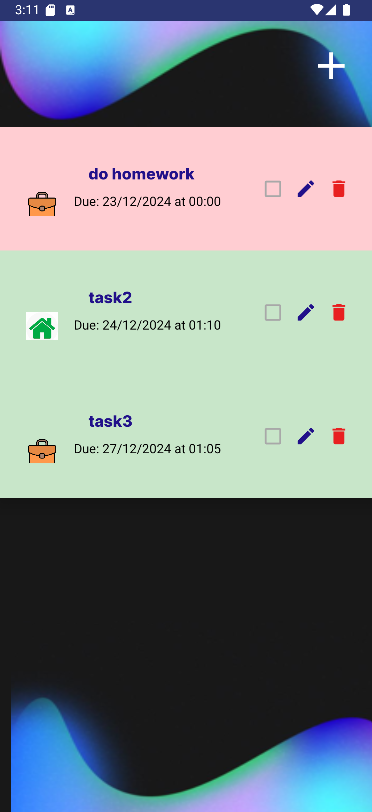 3:11
do homework
Due: 23/12/2024 at 00:00
task2
Due: 24/12/2024 at 01:10
task3
Due: 27/12/2024 at 01:05